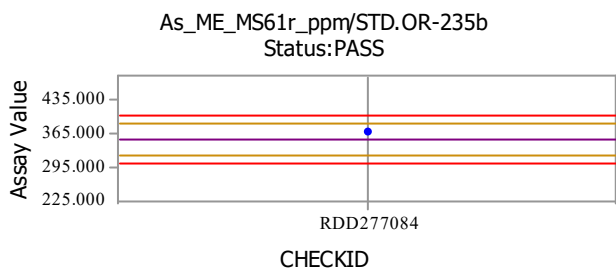 As_ME_MS61r_ppm/STD.OR-235b
Status:PASS
Assay Value
435.000
365.000
295.000
225.000
RDD277084
CHECKID